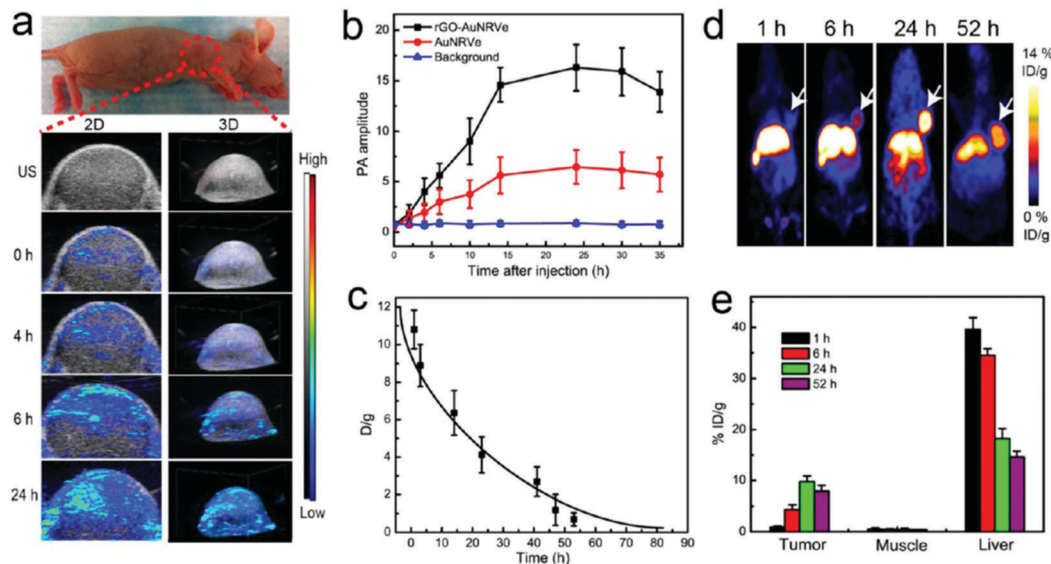 a
2D 3D
US
0 h
4 h
6 h
24 h
High
Low
b
rGO-AuNRVe
AuNRVe
Background
PA amplitude
20
15
10
5
0
0 5 10 15 20 25 30 35
Time after injection (h)
c
D/g
12
10
8
6
4
2
0
0 10 20 30 40 50 60 70 80 90
Time (h)
d
1 h 6 h 24 h 52 h
14 %
ID/g
0 %
ID/g
e
1 h
6 h
24 h
52 h
% ID/g
40
30
20
10
0
Tumor Muscle Liver